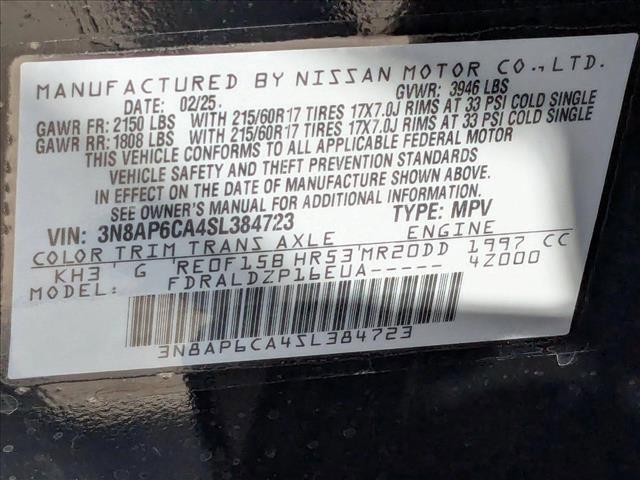 MANUFACTURED BY NISSAN MOTOR CO.,LTD.
DATE: 02/25. GVWR: 3946 LBS
GAWR FR: 2150 LBS WITH 215/60R17 TIRES 17X7.0J RIMS AT 33 PSI COLD SINGLE
GAWR RR: 1808 LBS WITH 215/60R17 TIRES 17X7.0J RIMS AT 33 PSI COLD SINGLE
THIS VEHICLE CONFORMS TO ALL APPLICABLE FEDERAL MOTOR
VEHICLE SAFETY AND THEFT PREVENTION STANDARDS
IN EFFECT ON THE DATE OF MANUFACTURE SHOWN ABOVE.
SEE OWNER'S MANUAL FOR ADDITIONAL INFORMATION.
VIN: 3N8AP6CA4SL384723 TYPE: MPV
COLOR TRIM TRANS AXLE ENGINE
KH3 G RE0F15B HR53 MR20DD 1997 CC
MODEL: FDRALDZP16EUA----- 4Z000
3N8AP6CA4SL384723